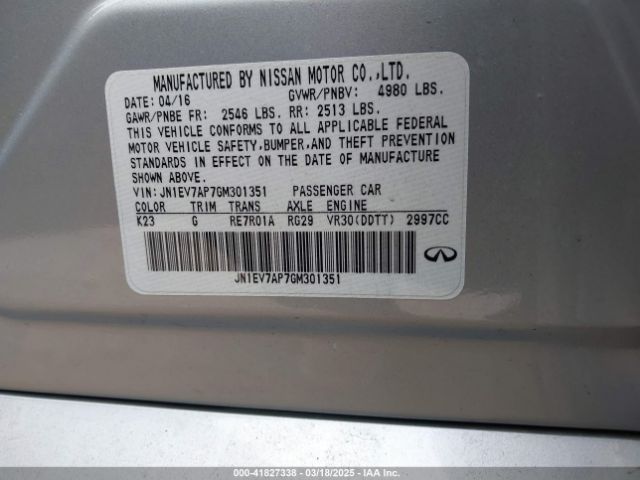 MANUFACTURED BY NISSAN MOTOR CO.,LTD.
DATE: 04/16 GVWR/PNBV: 4980 LBS.
GAWR/PNBE FR: 2546 LBS. RR: 2513 LBS.
THIS VEHICLE CONFORMS TO ALL APPLICABLE FEDERAL
MOTOR VEHICLE SAFETY,BUMPER,AND THEFT PREVENTION
STANDARDS IN EFFECT ON THE DATE OF MANUFACTURE
SHOWN ABOVE.
VIN: JN1EV7AP7GM301351 PASSENGER CAR
COLOR TRIM TRANS AXLE ENGINE
K23 G RE7R01A RG29 VR30(DDTT) 2997CC
JN1EV7AP7GM301351
000-41827338 — 03/18/2025 — IAA Inc. /